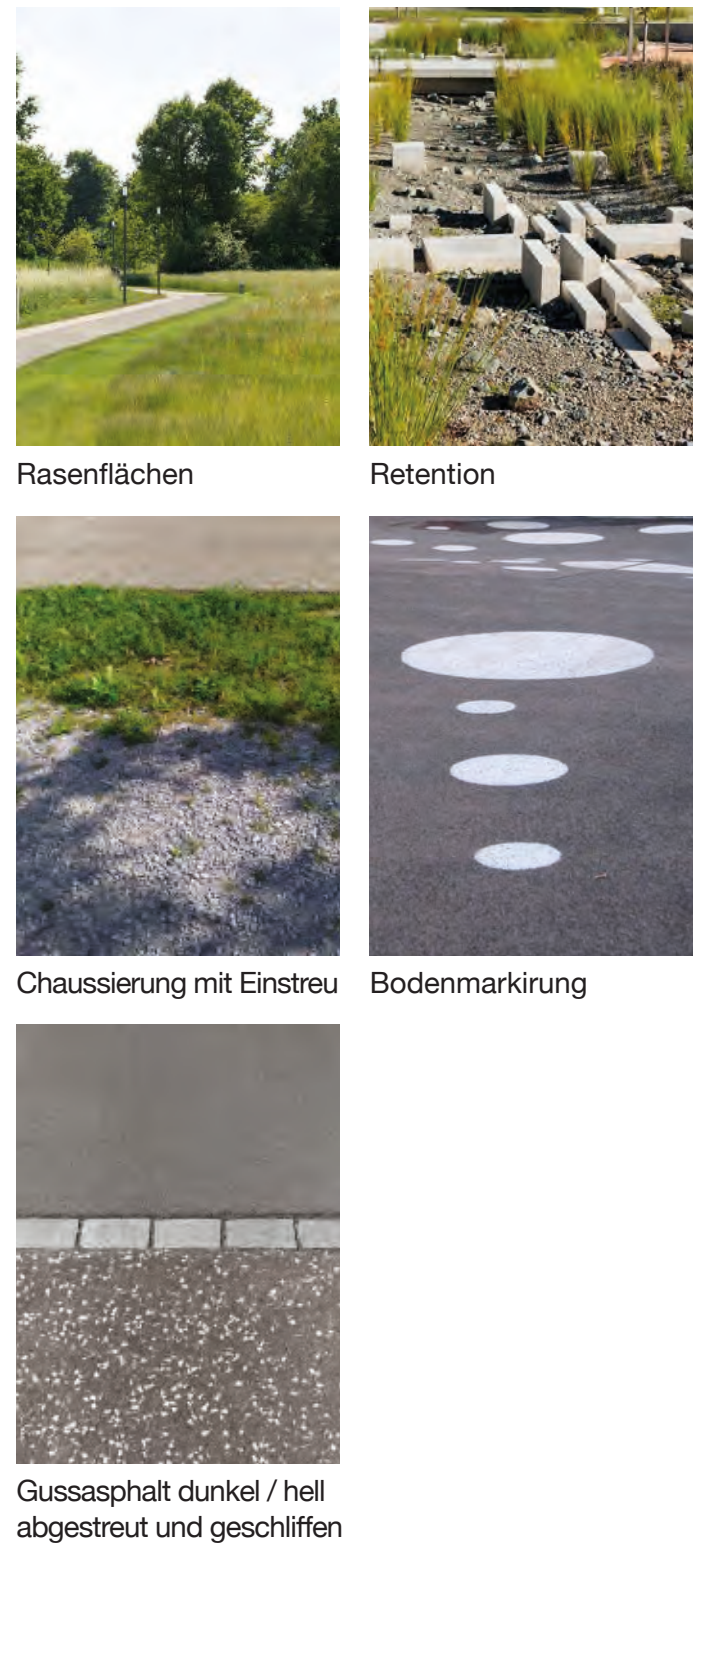 Rasenflächen
Retention
Chaussierung mit Einstreu
Bodenmarkirung
Gussasphalt dunkel / hell
abgestreut und geschliffen